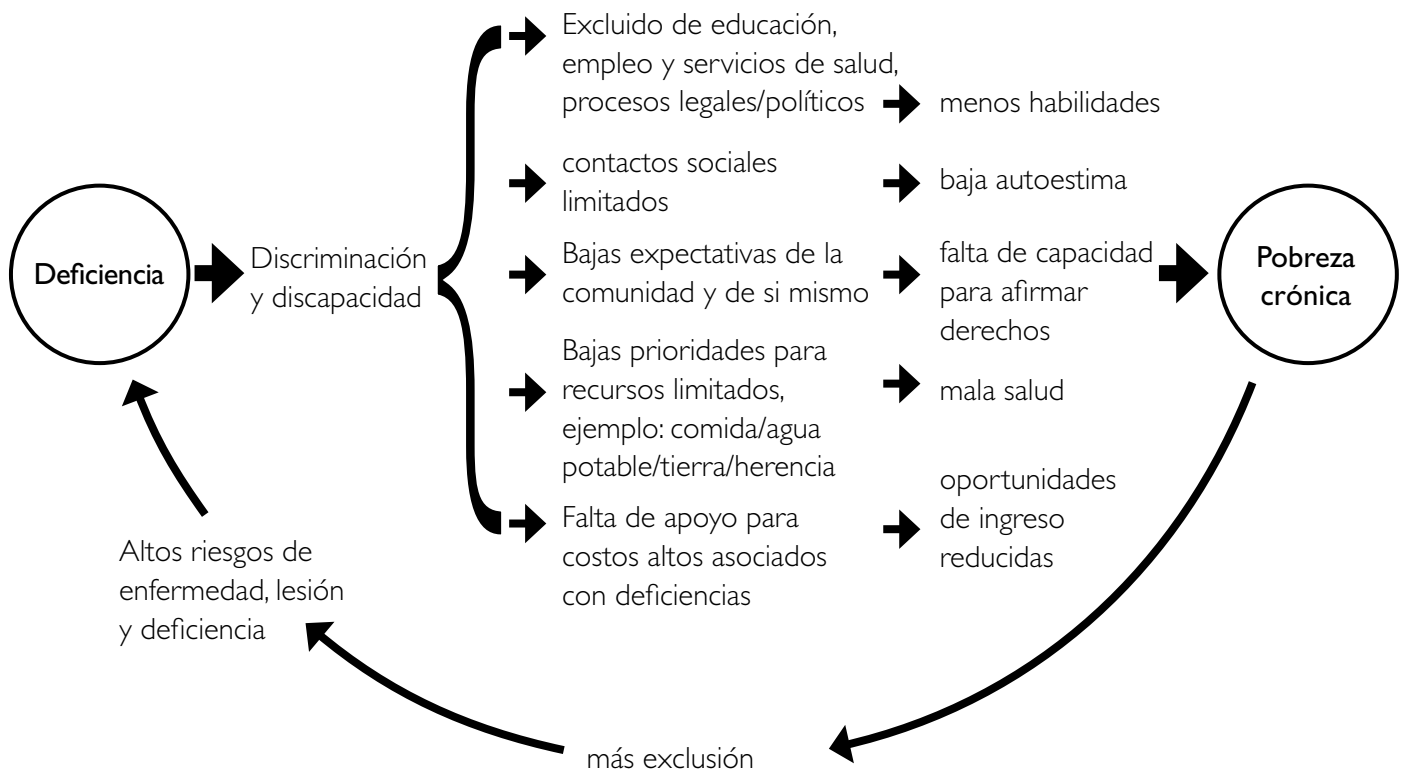 Deficiencia
Discriminación
y discapacidad
Excluido de educación,
empleo y servicios de salud,
procesos legales/políticos
menos habilidades
contactos sociales
limitados
baja autoestima
Bajas expectativas de la
comunidad y de si mismo
falta de capacidad
para afirmar
derechos
Bajas prioridades para
recursos limitados,
ejemplo: comida/agua
potable/tierra/herencia
mala salud
Falta de apoyo para
costos altos asociados
con deficiencias
oportunidades
de ingreso
reducidas
Pobreza
crónica
más exclusión
Altos riesgos de
enfermedad, lesión
y deficiencia